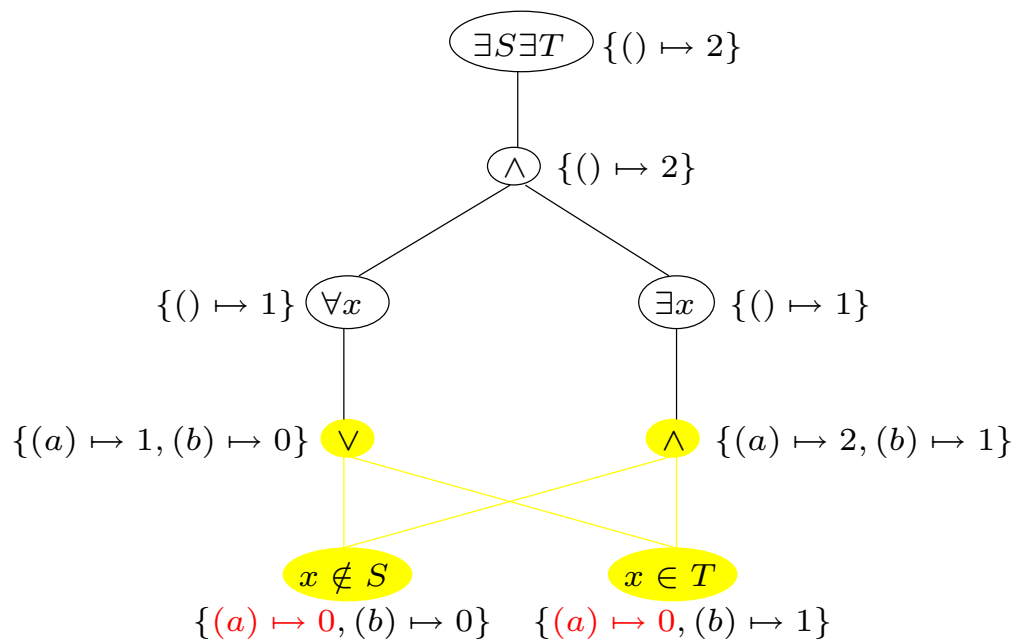 ∃S∃T {() ↦ 2}
∧ {() ↦ 2}
{() ↦ 1} ∀x ∃x {() ↦ 1}
{(a) ↦ 1, (b) ↦ 0} ∨ ∧ {(a) ↦ 2, (b) ↦ 1}
x ∉ S x ∈ T
{(a) ↦ 0, (b) ↦ 0} {(a) ↦ 0, (b) ↦ 1}